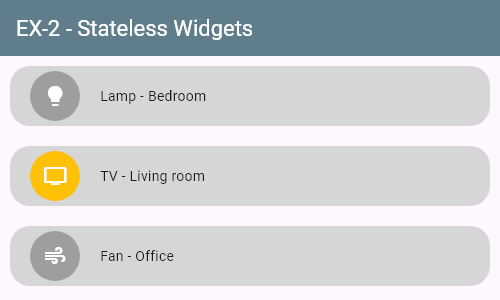 EX-2 - Stateless Widgets
Lamp - Bedroom
TV - Living room
Fan - Office